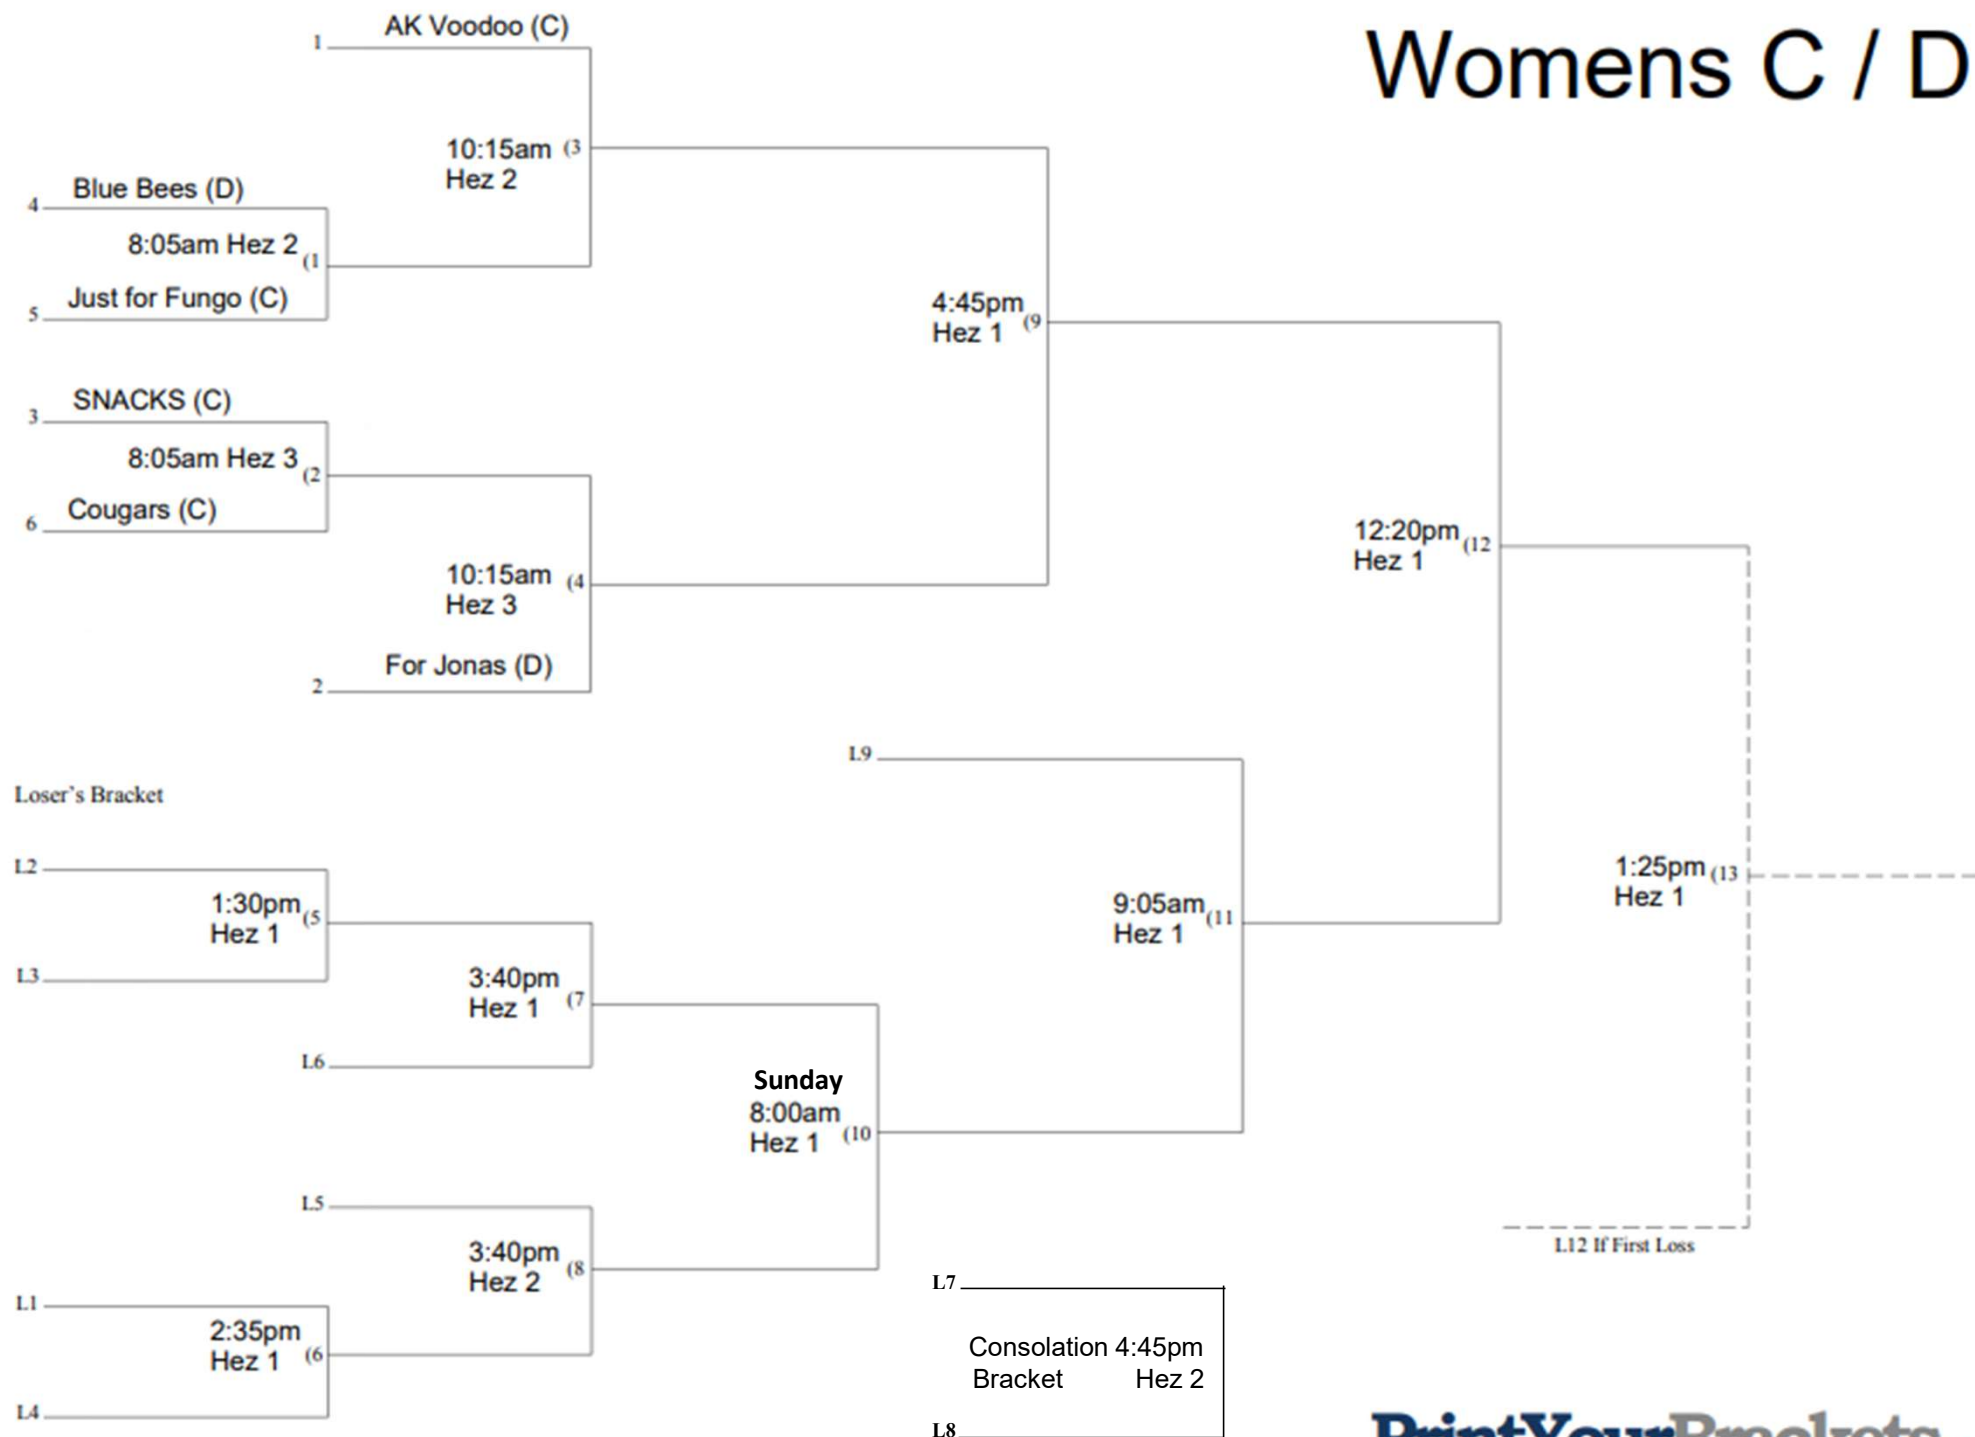 Womens C / D
1 AK Voodoo (C)
10:15am (3
Hez 2
4 Blue Bees (D)
8:05am Hez 2 (1
5 Just for Fungo (C)
4:45pm
Hez 1 (9
3 SNACKS (C)
8:05am Hez 3 (2
6 Cougars (C)
12:20pm (12
Hez 1
10:15am (4
Hez 3
2 For Jonas (D)
L9
Loser's Bracket
L2
1:30pm (5
Hez 1
L3
9:05am (11
Hez 1
1:25pm (13
Hez 1
3:40pm
Hez 1 (7
L6
Sunday
8:00am
Hez 1 (10
L5
3:40pm
Hez 2 (8
L12 If First Loss
L1
2:35pm
Hez 1 (6
L4
L7
Consolation 4:45pm
Bracket Hez 2
L8
PrintYourBrackets